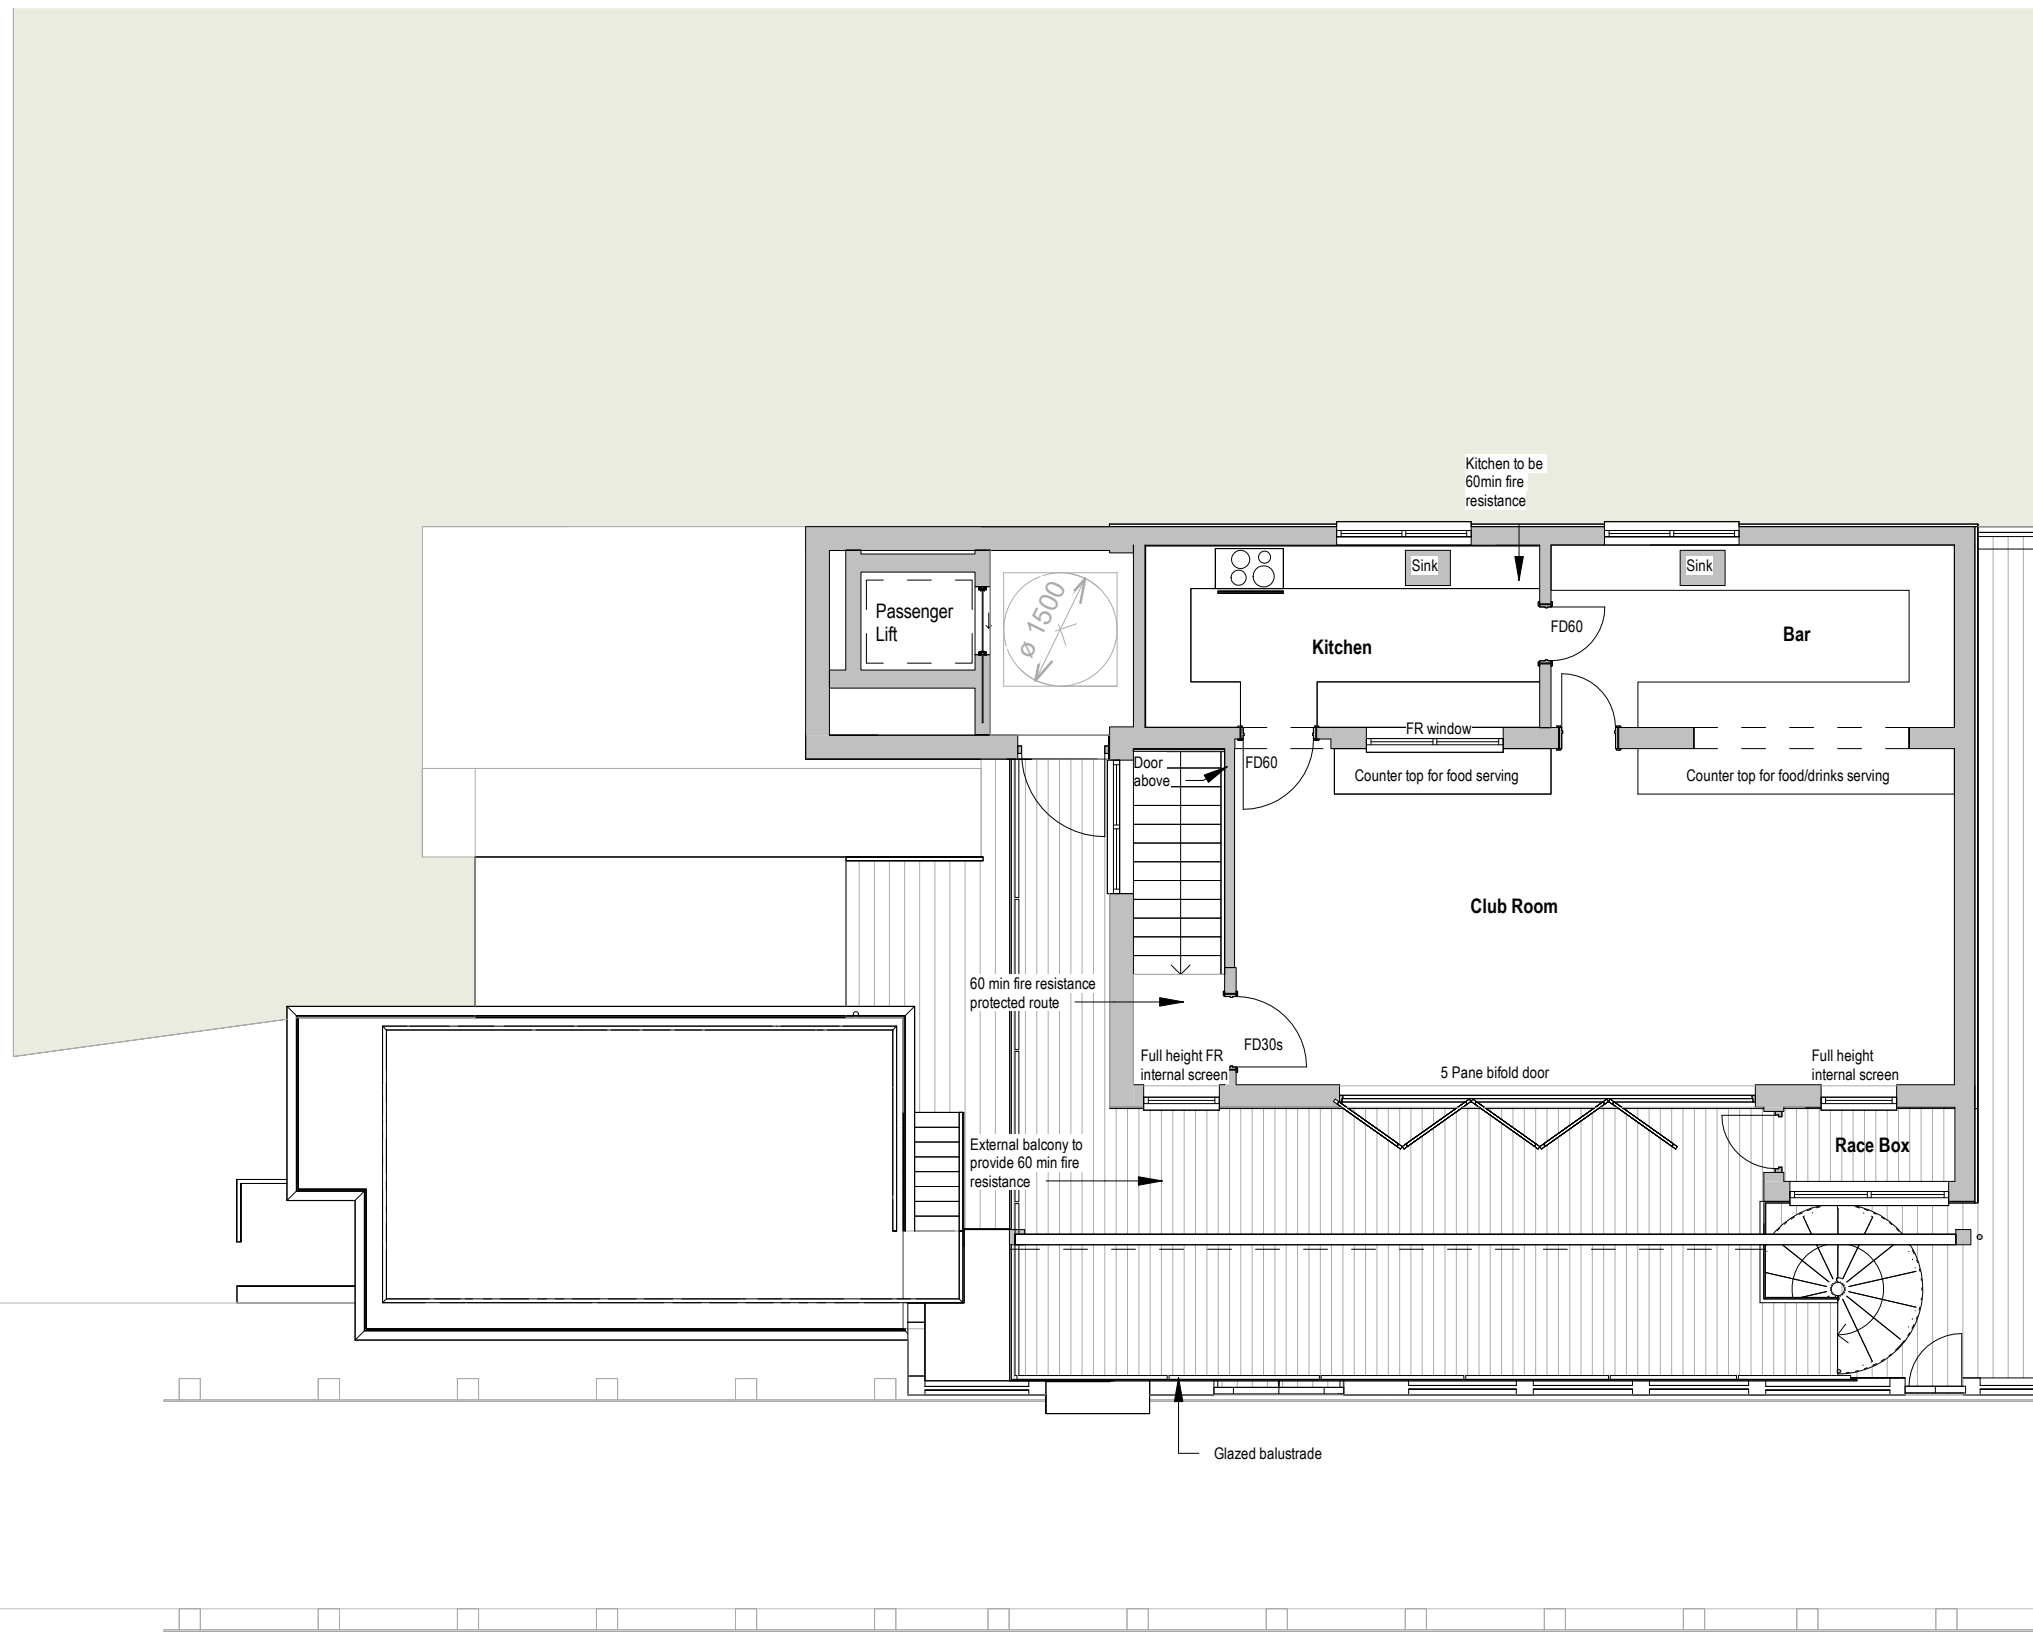 Kitchen to be
60min fire
resistance
Sink
Sink
Passenger
Lift
ø 1500
Kitchen
FD60
Bar
FR window
Door
above
FD60
Counter top for food serving
Counter top for food/drinks serving
Club Room
60 min fire resistance
protected route
FD30s
Full height FR
internal screen
5 Pane bifold door
Full height
internal screen
External balcony to
provide 60 min fire
resistance
Race Box
Glazed balustrade